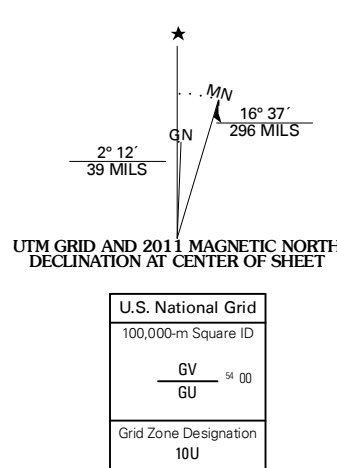 MN
16° 37´
296 MILS
GN
2° 12´
39 MILS
UTM GRID AND 2011 MAGNETIC NORTH
DECLINATION AT CENTER OF SHEET
U.S. National Grid
100,000-m Square ID
GV
54 00
GU
Grid Zone Designation
10U